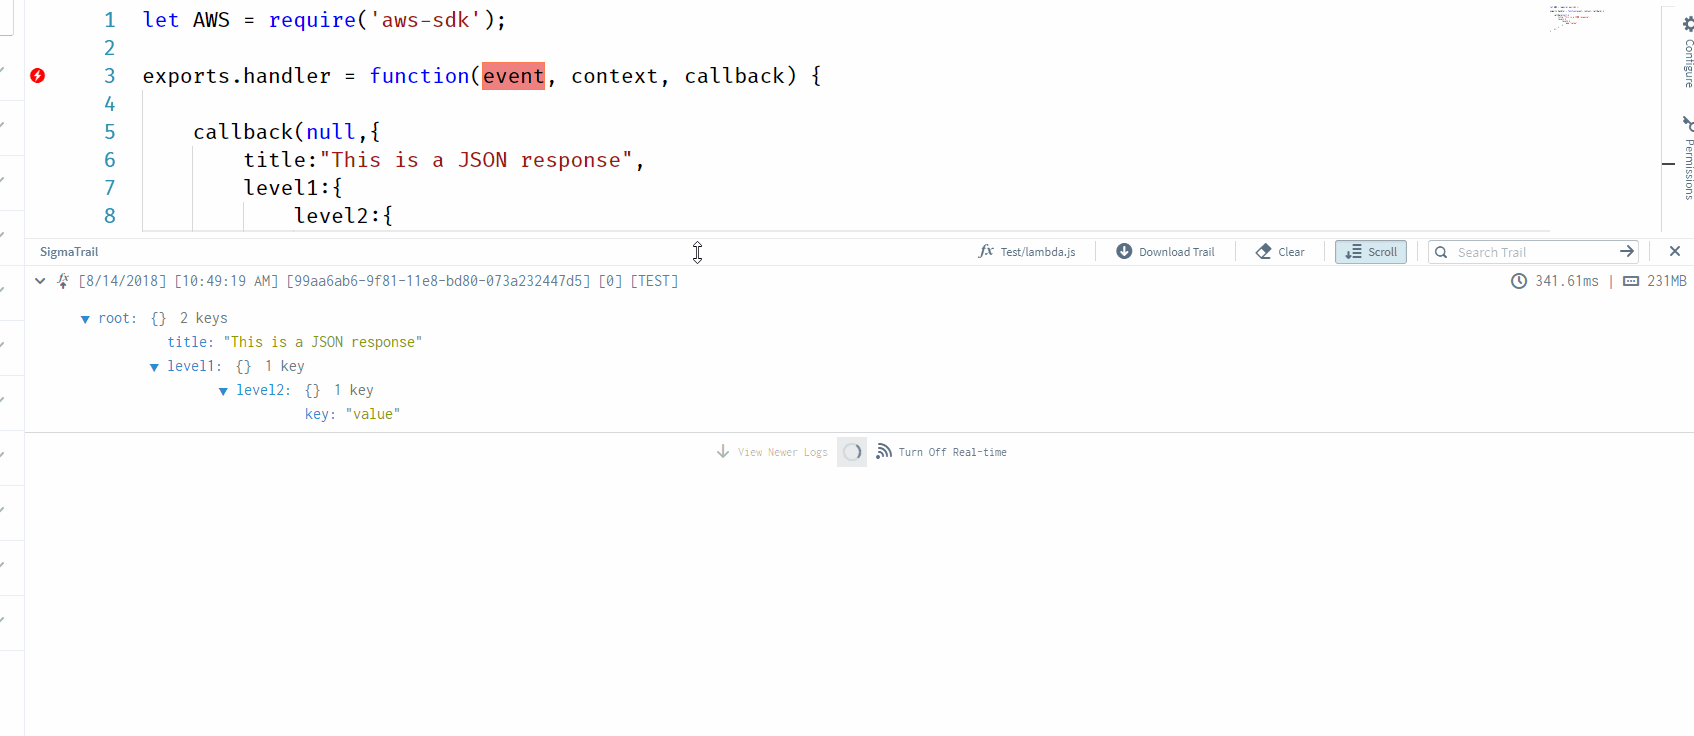 1 let AWS = require('aws-sdk');
2
3 exports.handler = function(event, context, callback) {
4
5 callback(null,{
6 title:"This is a JSON response",
7 level1:{
8 level2:{
Configure
Permissions
SigmaTrail
fx Test/lambda.js
Download Trail
Clear
Scroll
Search Trail
[8/14/2018] [10:49:19 AM] [99aa6ab6-9f81-11e8-bd80-073a232447d5] [0] [TEST]
341.61ms | 231MB
root: {} 2 keys
title: "This is a JSON response"
level1: {} 1 key
level2: {} 1 key
key: "value"
View Newer Logs
Turn Off Real-time